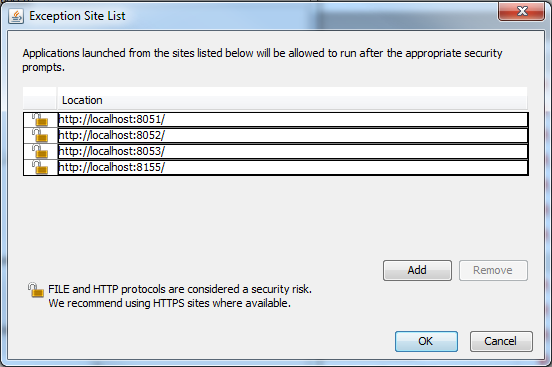 Exception Site List
Applications launched from the sites listed below will be allowed to run after the appropriate security
prompts.
Location
http://localhost:8051/
http://localhost:8052/
http://localhost:8053/
http://localhost:8155/
Add
Remove
FILE and HTTP protocols are considered a security risk.
We recommend using HTTPS sites where available.
OK
Cancel